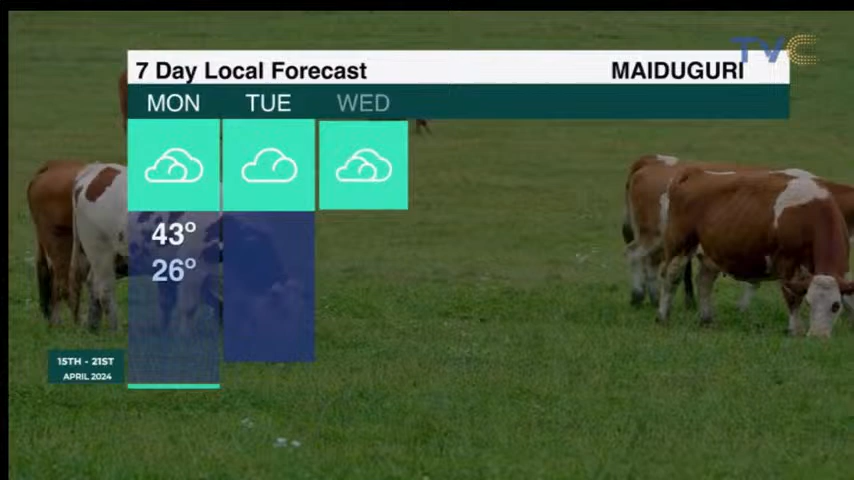 TVC
7 Day Local Forecast MAIDUGURI
MON TUE WED
43°
26°
15TH - 21ST
APRIL 2024